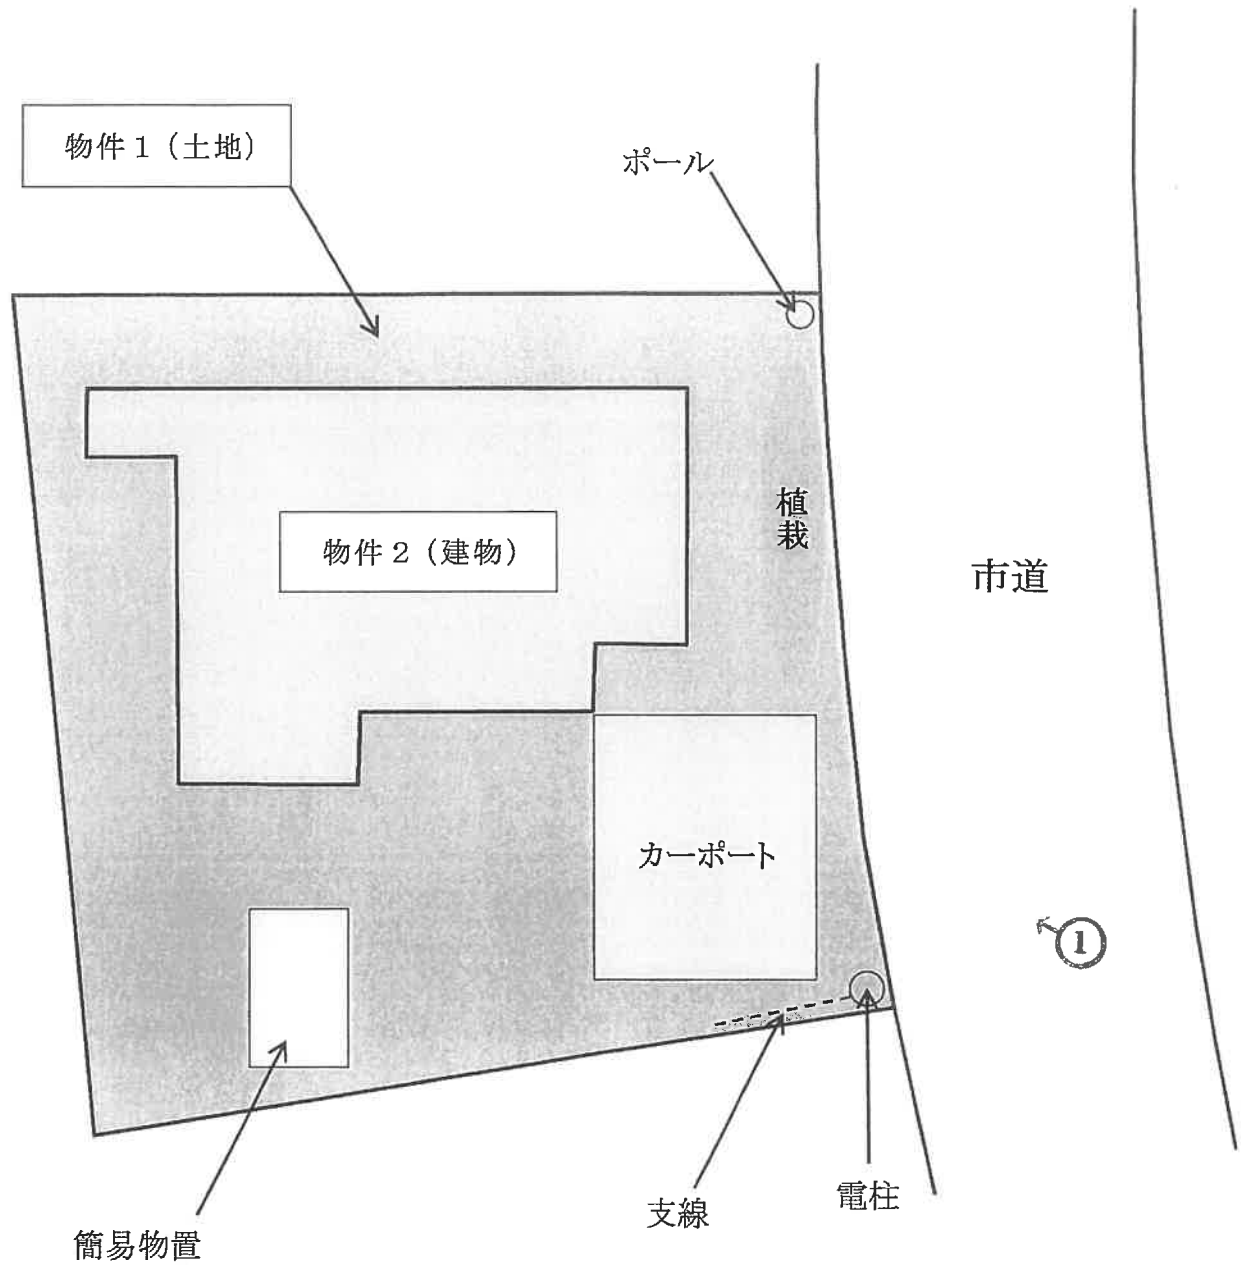 物件1(土地)
ポール
植栽
物件2(建物)
市道
カーポート
①
電柱
支線
簡易物置